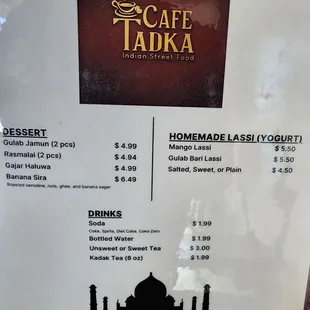 CAFE
TADKA
Indian Street Food
DESSERT
Gulab Jamun (2 pcs) $ 4.99
Rasmalai (2 pcs) $ 4.94
Gajar Haluwa $ 4.99
Banana Sira $ 6.49
Roasted semoline, nuts, ghee, and banana sager
HOMEMADE LASSI (YOGURT)
Mango Lassi $ 5.50
Gulab Bari Lassi $ 5.50
Salted, Sweet, or Plain $ 4.50
DRINKS
Soda $ 1.99
Coke, Sprite, Diet Coke, Coke Zero
Bottled Water $ 1.99
Unsweet or Sweet Tea $ 3.00
Kadak Tea (8 oz) $ 1.99